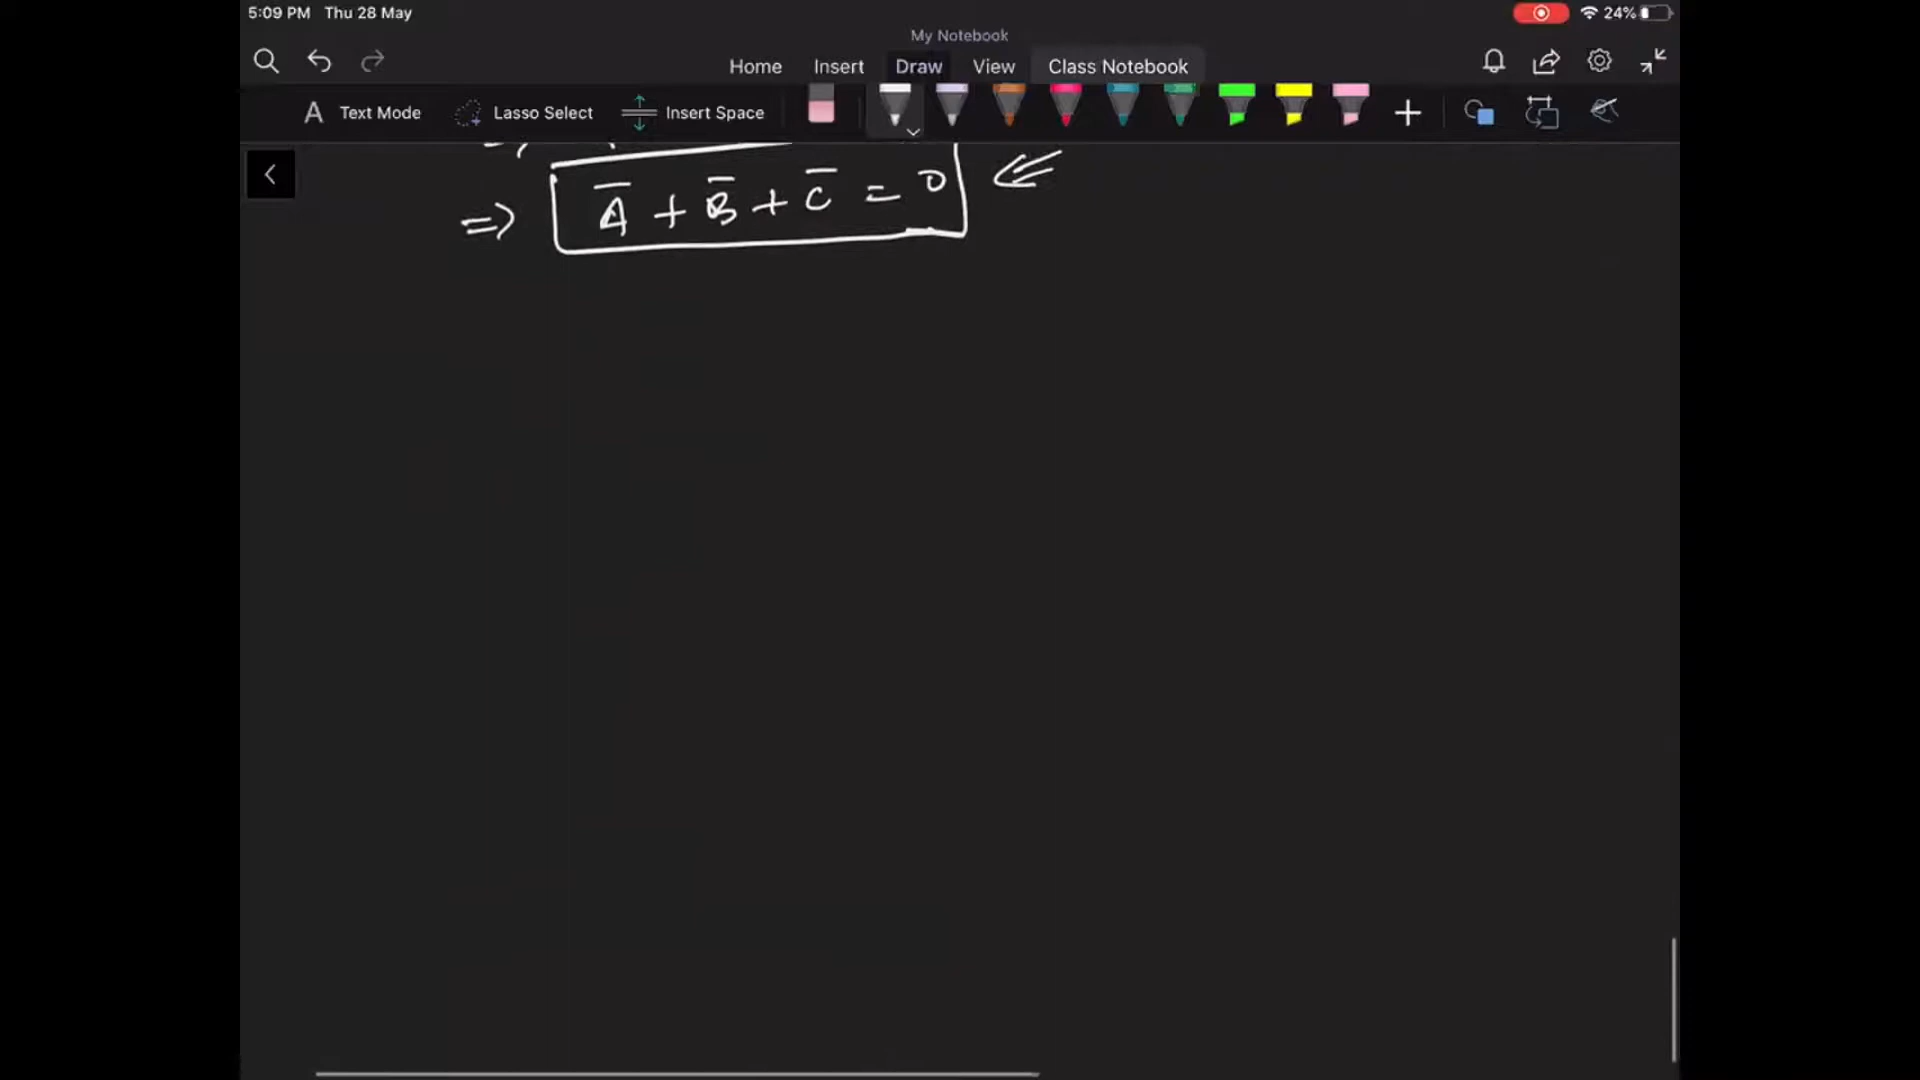 5:09 PM Thu 28 May 24%
My Notebook
Home Insert Draw View Class Notebook
A Text Mode Lasso Select Insert Space
=> A̅ + B̅ + C̅ = 0